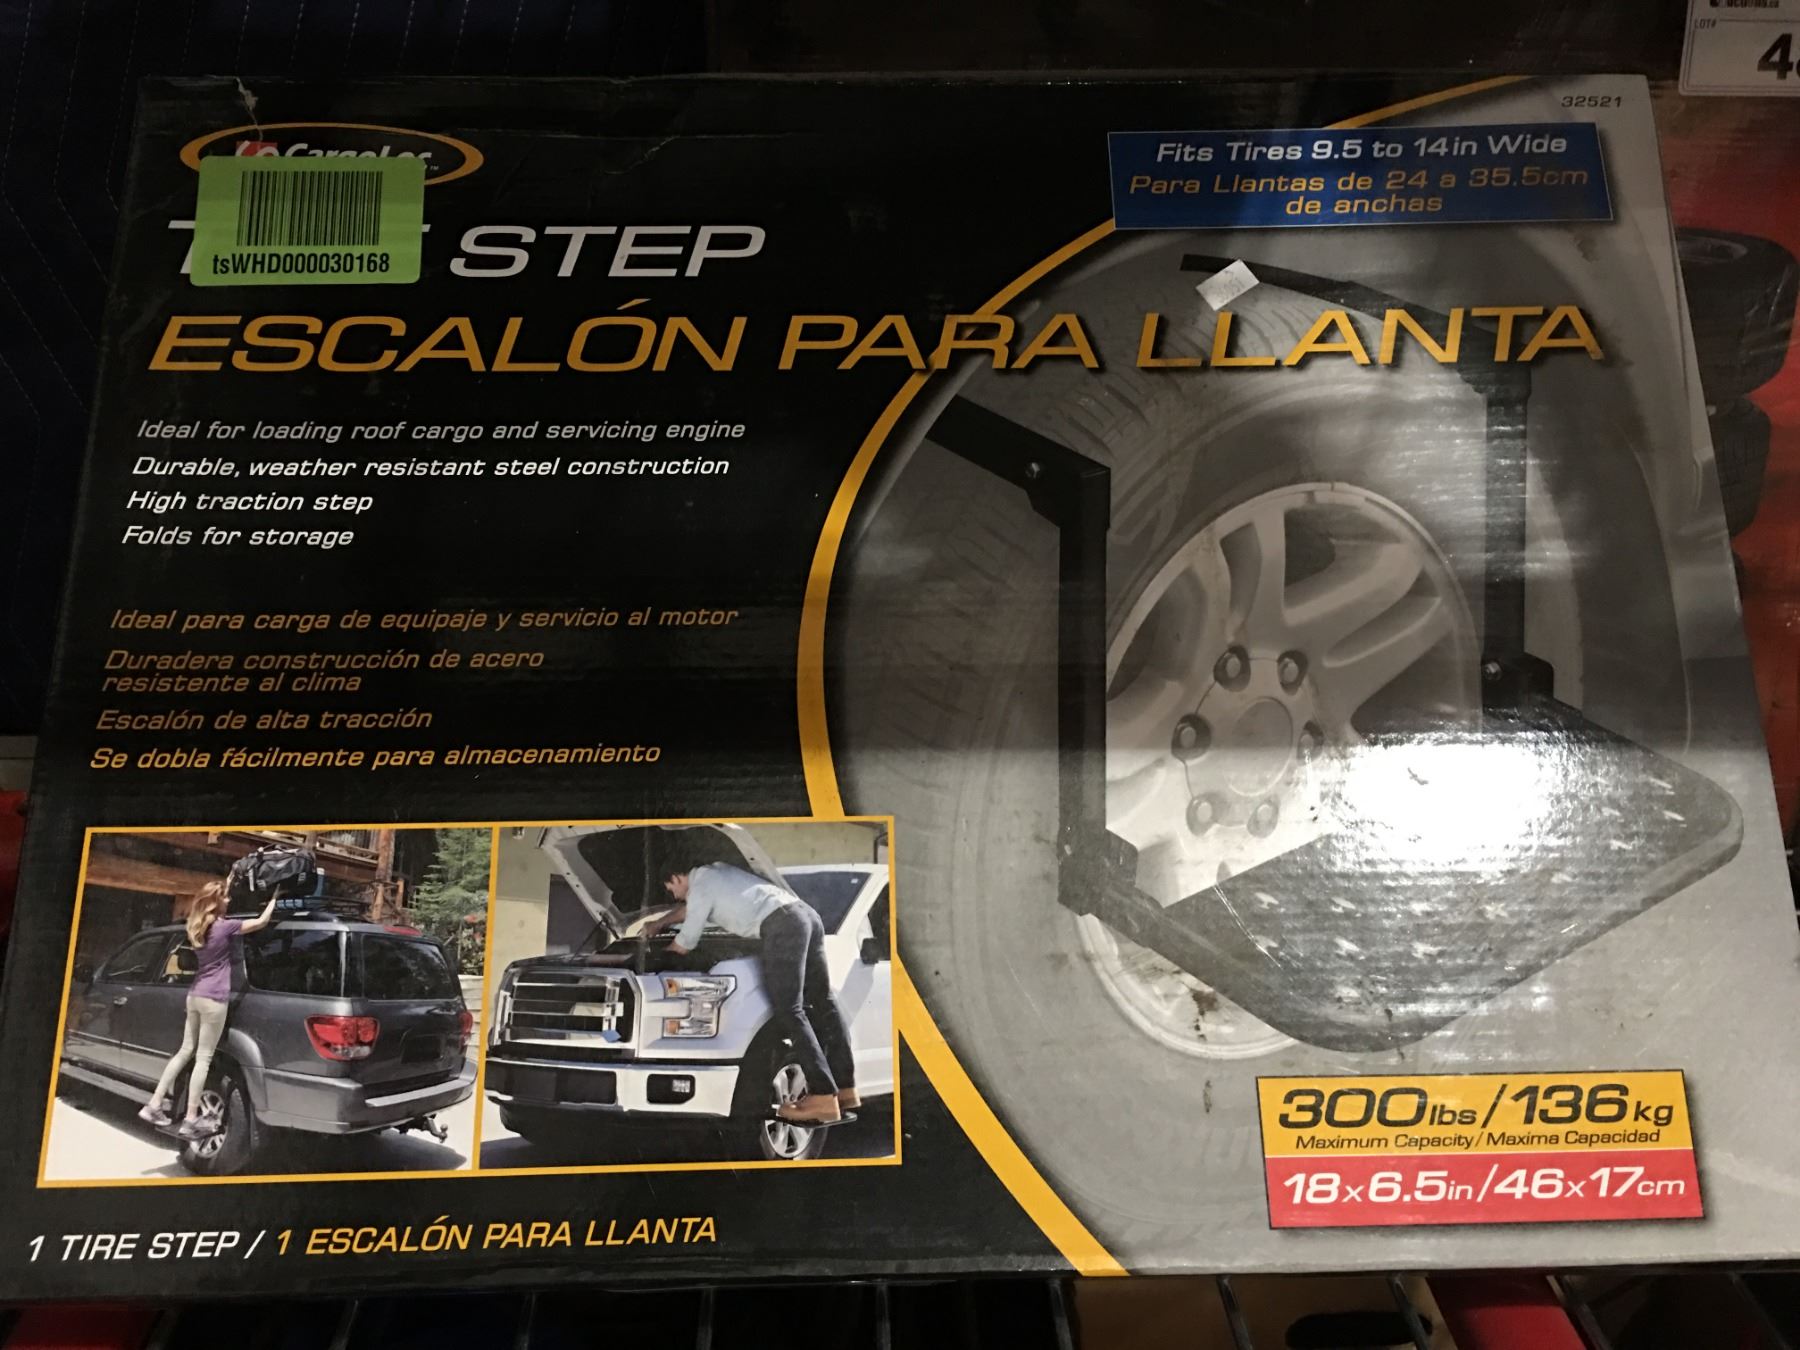 32521
CargoLoc
Fits Tires 9.5 to 14in Wide
Para Llantas de 24 a 35.5cm
de anchas
tsWHD000030168
STEP
ESCALÓN PARA LLANTA
Ideal for loading roof cargo and servicing engine
Durable, weather resistant steel construction
High traction step
Folds for storage
Ideal para carga de equipaje y servicio al motor
Duradera construcción de acero
resistente al clima
Escalón de alta tracción
Se dobla fácilmente para almacenamiento
300lbs/136kg
Maximum Capacity/Maxima Capacidad
18x6.5in/46x17cm
1 TIRE STEP / 1 ESCALÓN PARA LLANTA
LOT#